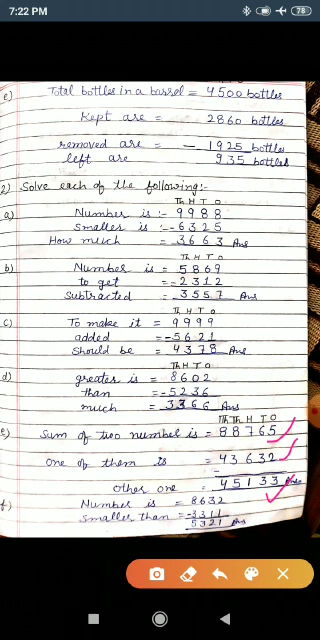 7:22 PM
78
e) Total bottles in a barrel = 4500 bottles
Kept are = 2860 bottles
removed are = - 1925 bottles
left are 935 bottles
2) Solve each of the following:-
Th H T O
a) Number is :- 9988
Smaller is :- -6325
How much = 3663 Ans
Th H T O
b) Number is = 5869
to get = -2312
Subtracted = 3557 Ans
Th H T O
c) To make it = 9999
added = -5621
Should be = 4378 Ans
Th H T O
d) greater is = 8602
than = -5236
much = 3366 Ans
TTh Th H T O
e) Sum of two number is = 88765
One of them is = 43632
-
Other one = 45133 Ans
f) Number is = 8632
Smaller than = -3311
5321 Ans